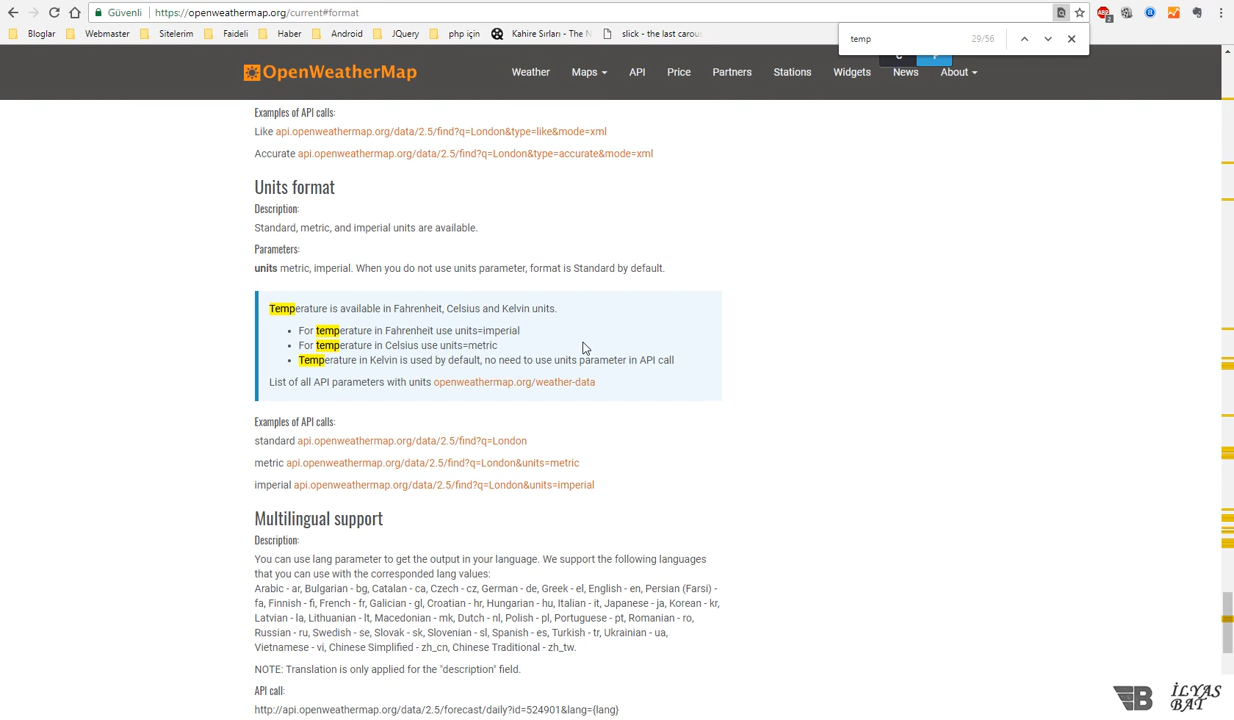 Güvenli | https://openweathermap.org/current#format
Bloglar Webmaster Sitelerim Faideli Haber Android JQuery php için Kahire Sırları - The N slick - the last carous
temp 29/56
OpenWeatherMap Weather Maps API Price Partners Stations Widgets News About
Examples of API calls:
Like api.openweathermap.org/data/2.5/find?q=London&type=like&mode=xml
Accurate api.openweathermap.org/data/2.5/find?q=London&type=accurate&mode=xml
Units format
Description:
Standard, metric, and imperial units are available.
Parameters:
units metric, imperial. When you do not use units parameter, format is Standard by default.
Temperature is available in Fahrenheit, Celsius and Kelvin units.
• For temperature in Fahrenheit use units=imperial
• For temperature in Celsius use units=metric
• Temperature in Kelvin is used by default, no need to use units parameter in API call
List of all API parameters with units openweathermap.org/weather-data
Examples of API calls:
standard api.openweathermap.org/data/2.5/find?q=London
metric api.openweathermap.org/data/2.5/find?q=London&units=metric
imperial api.openweathermap.org/data/2.5/find?q=London&units=imperial
Multilingual support
Description:
You can use lang parameter to get the output in your language. We support the following languages
that you can use with the corresponded lang values:
Arabic - ar, Bulgarian - bg, Catalan - ca, Czech - cz, German - de, Greek - el, English - en, Persian (Farsi) -
fa, Finnish - fi, French - fr, Galician - gl, Croatian - hr, Hungarian - hu, Italian - it, Japanese - ja, Korean - kr,
Latvian - la, Lithuanian - lt, Macedonian - mk, Dutch - nl, Polish - pl, Portuguese - pt, Romanian - ro,
Russian - ru, Swedish - se, Slovak - sk, Slovenian - sl, Spanish - es, Turkish - tr, Ukrainian - ua,
Vietnamese - vi, Chinese Simplified - zh_cn, Chinese Traditional - zh_tw.
NOTE: Translation is only applied for the "description" field.
API call:
http://api.openweathermap.org/data/2.5/forecast/daily?id=524901&lang={lang}
İLYAS
BAT